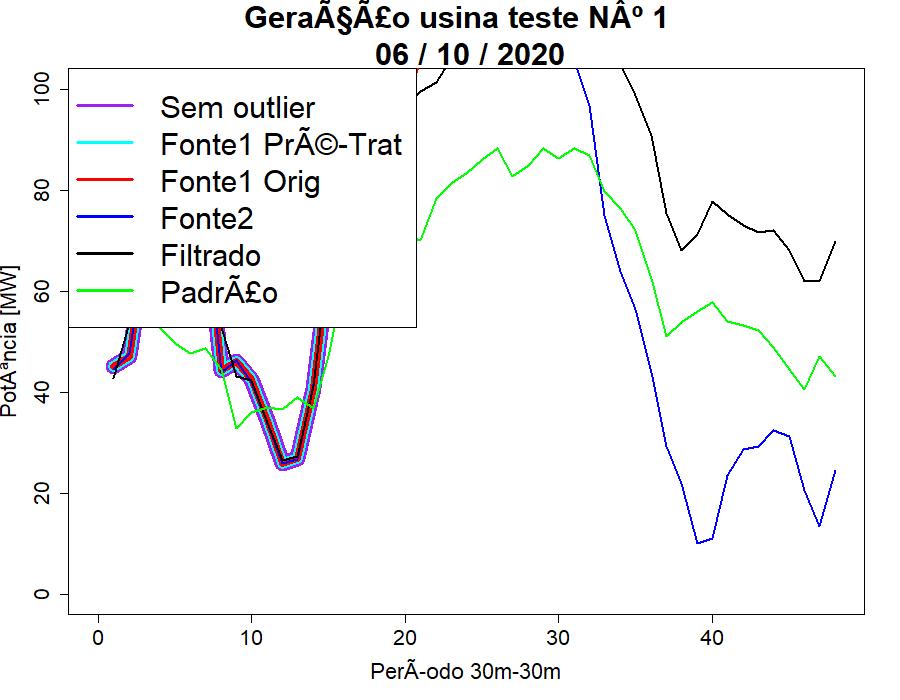 GeraÃ§Ã£o usina teste NÂº 1
06 / 10 / 2020
Sem outlier
Fonte1 PrÃ©-Trat
Fonte1 Orig
Fonte2
Filtrado
PadrÃ£o
PotÃªncia [MW]
100
80
60
40
20
0
0 10 20 30 40
PerÃ-odo 30m-30m